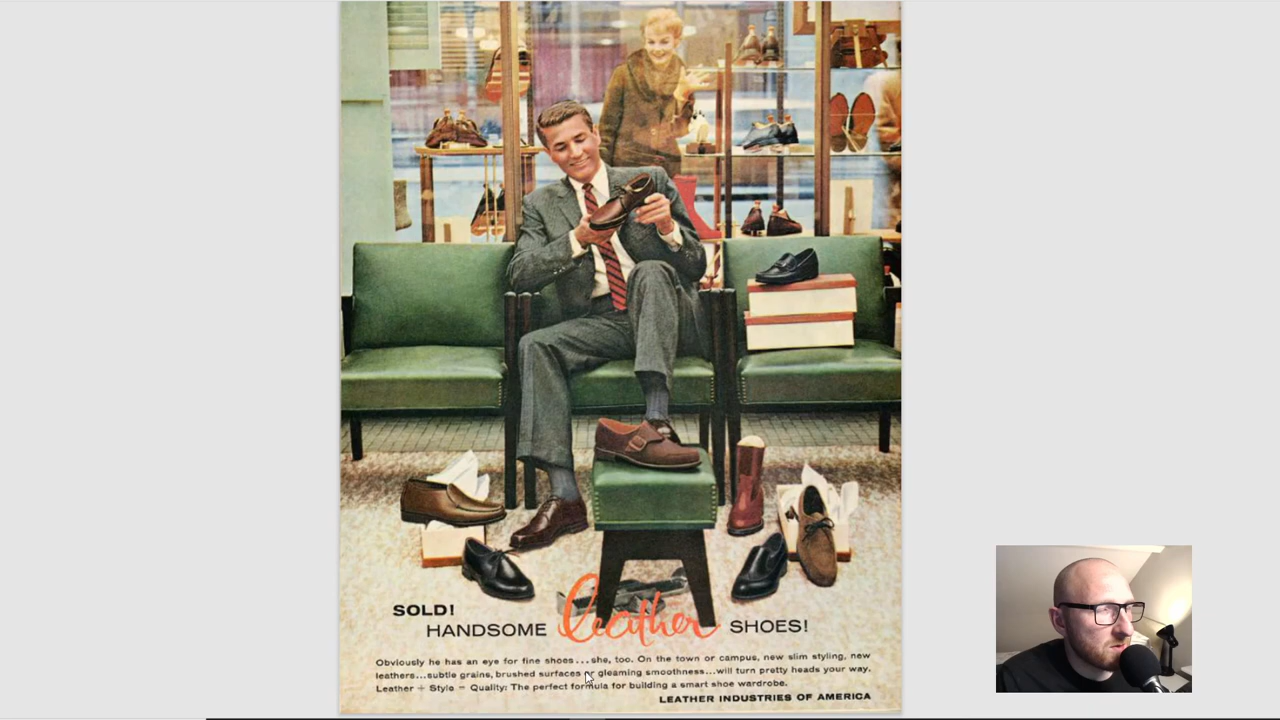 SOLD!
HANDSOME leather SHOES!
Obviously he has an eye for fine shoes...she, too. On the town or campus, new slim styling, new
leathers...subtle grains, brushed surfaces or gleaming smoothness...will turn pretty heads your way.
Leather + Style = Quality: The perfect formula for building a smart shoe wardrobe.
LEATHER INDUSTRIES OF AMERICA